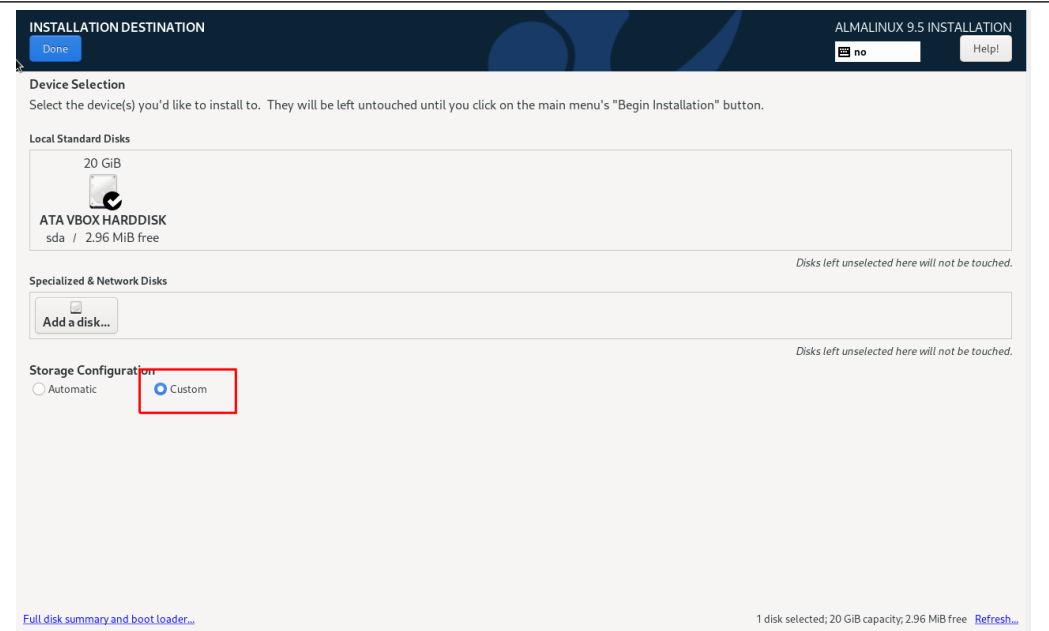 INSTALLATION DESTINATION
ALMALINUX 9.5 INSTALLATION
Done
no
Help!
Device Selection
Select the device(s) you'd like to install to. They will be left untouched until you click on the main menu's "Begin Installation" button.
Local Standard Disks
20 GiB
ATA VBOX HARDDISK
sda / 2.96 MiB free
Disks left unselected here will not be touched.
Specialized & Network Disks
Add a disk...
Disks left unselected here will not be touched.
Storage Configuration
Automatic
Custom
Full disk summary and boot loader...
1 disk selected; 20 GiB capacity; 2.96 MiB free Refresh...